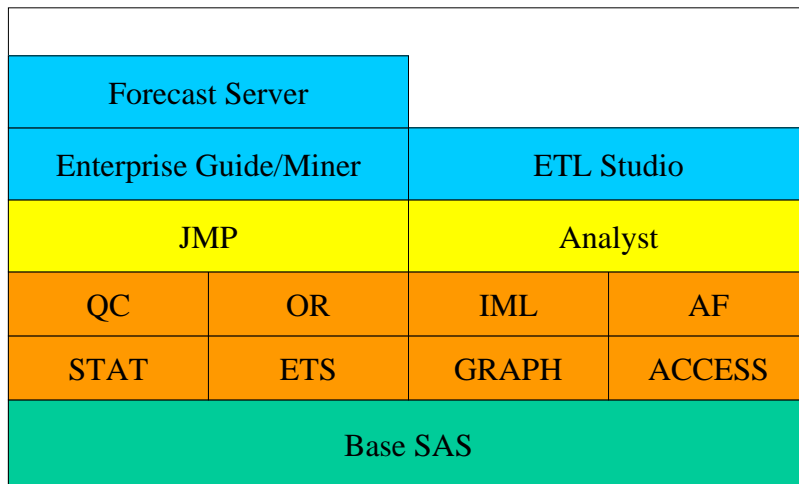 Forecast Server
Enterprise Guide/Miner ETL Studio
JMP Analyst
QC OR IML AF
STAT ETS GRAPH ACCESS
Base SAS